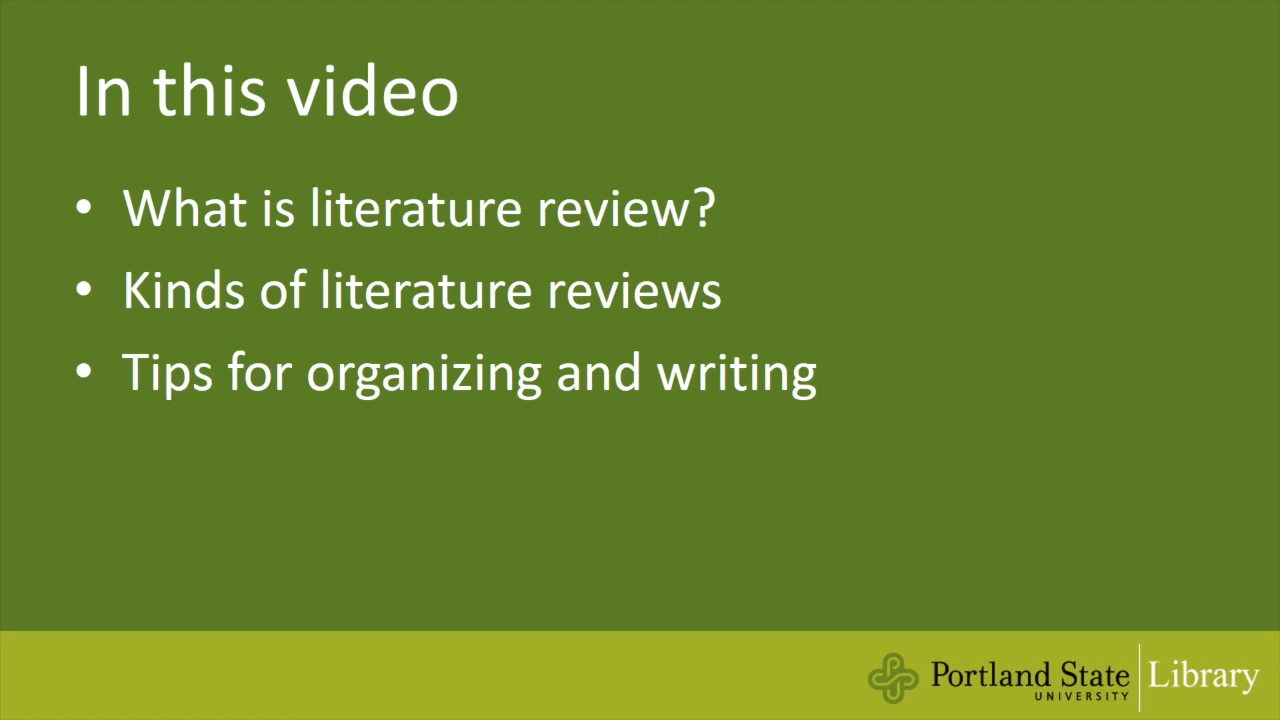 In this video
• What is literature review?
• Kinds of literature reviews
• Tips for organizing and writing
Portland State Library
UNIVERSITY